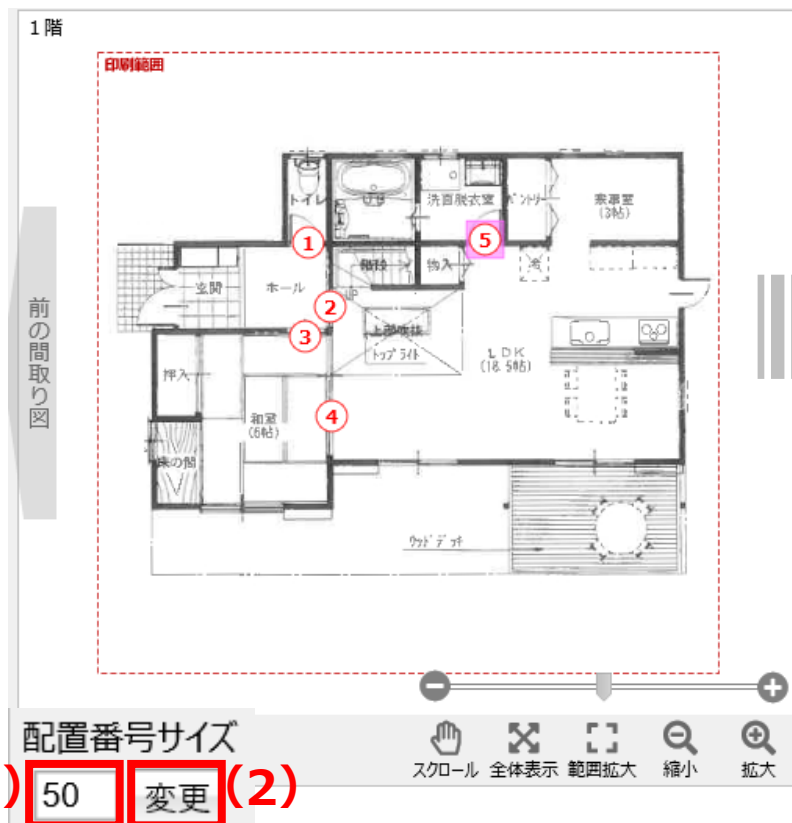 1階
印刷範囲
トイレ
UB
洗面脱衣室
パントリー
家事室
(3帖)
1
5
階段
物入
冷
玄関
ホール
UP
2
前の間取り図
3
上部吹抜
トップライト
LDK
(18.5帖)
押入
和室
(6帖)
4
床の間
ウッドデッキ
配置番号サイズ
スクロール 全体表示 範囲拡大 縮小 拡大
) 50 変更 (2)